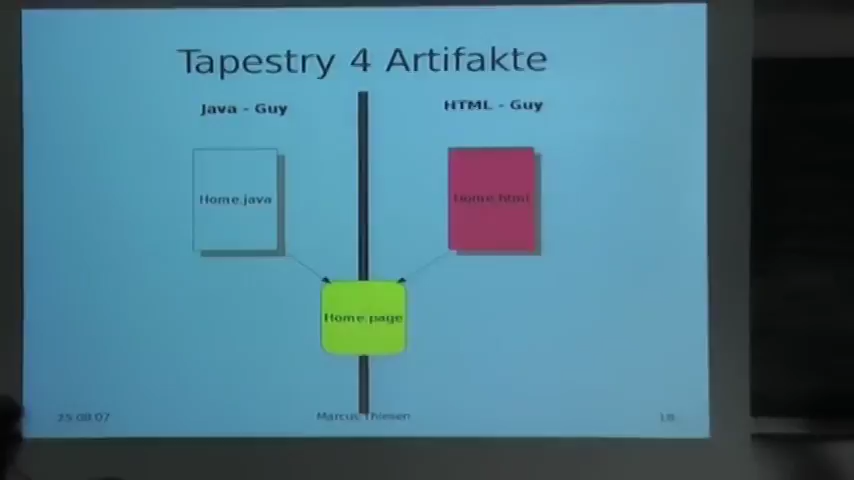 Tapestry 4 Artifakte
Java - Guy
HTML - Guy
Home.java
Home.html
Home.page
25.08.07
Marcus Thiesen
18